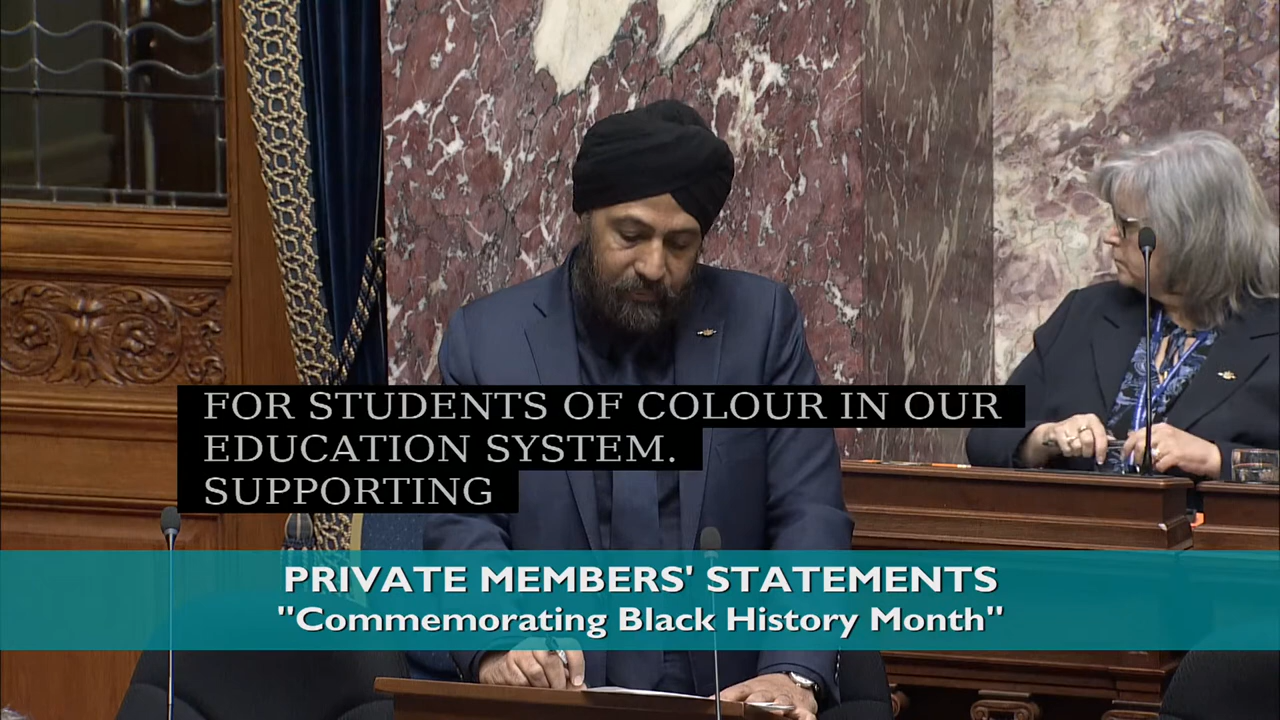 FOR STUDENTS OF COLOUR IN OUR
EDUCATION SYSTEM.
SUPPORTING
PRIVATE MEMBERS' STATEMENTS
"Commemorating Black History Month"